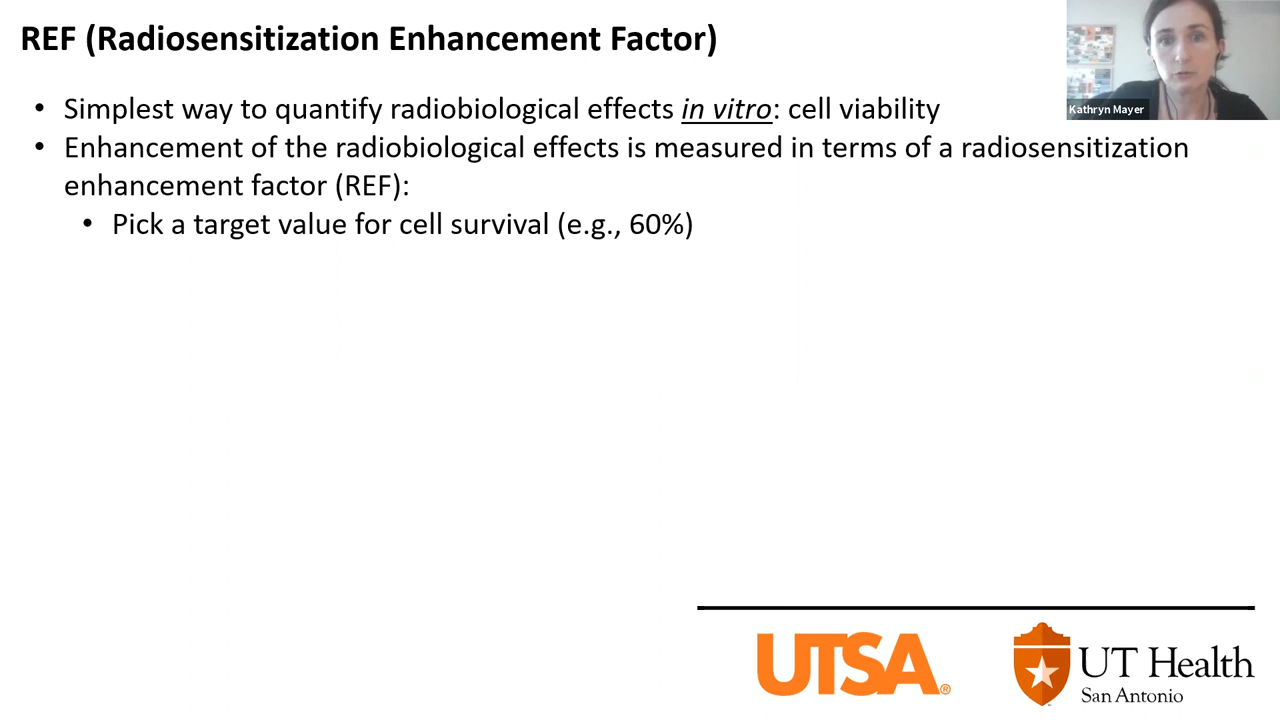 REF (Radiosensitization Enhancement Factor)
• Simplest way to quantify radiobiological effects in vitro: cell viability
Kathryn Mayer
• Enhancement of the radiobiological effects is measured in terms of a radiosensitization
enhancement factor (REF):
• Pick a target value for cell survival (e.g., 60%)
UTSA®
UT Health
San Antonio